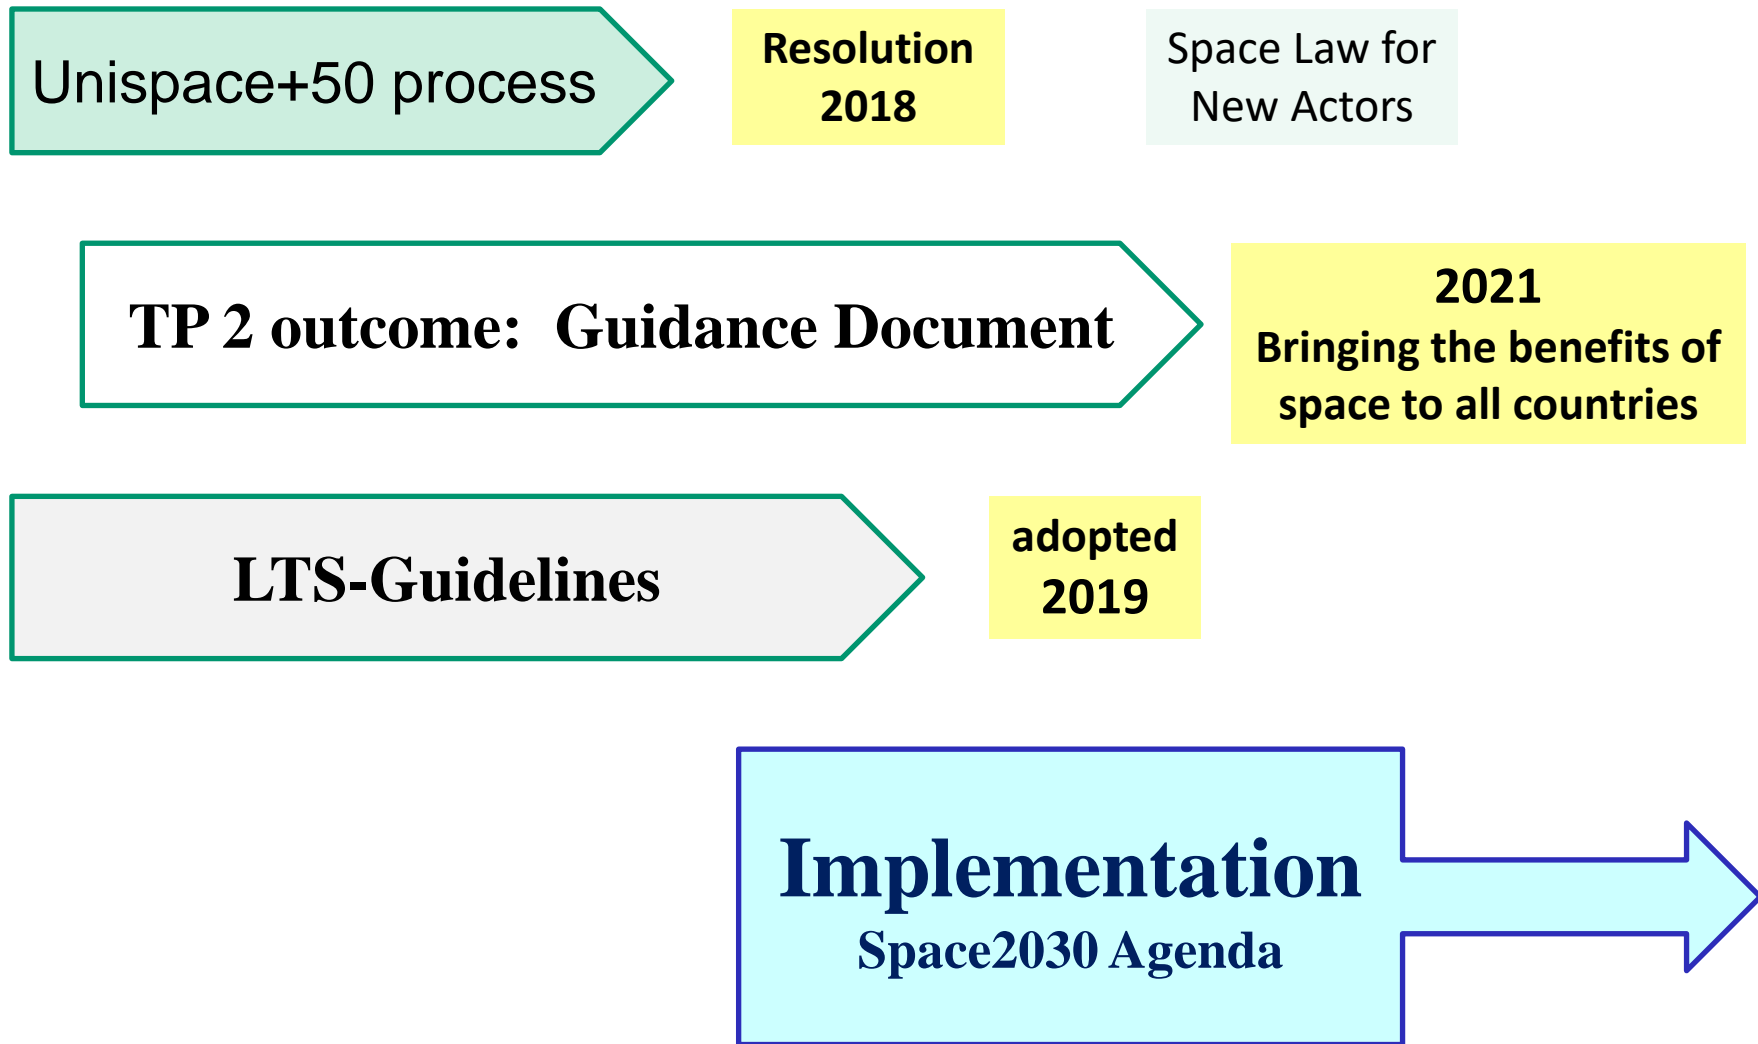 Unispace+50 process
Resolution
2018
Space Law for
New Actors
TP 2 outcome:  Guidance Document
2021
Bringing the benefits of
space to all countries
LTS-Guidelines
adopted
2019
Implementation
Space2030 Agenda